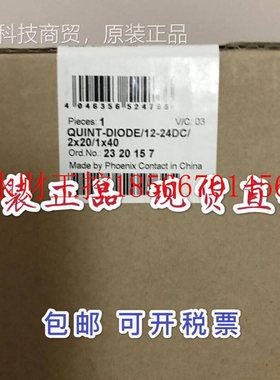 科技商贸,原装正品
4 046356 5247
Pieces: 1
V/C: 03
QUINT-DIODE/12-24DC/
2x20/1x40
Ord.No.: 23 20 15 7
Made by Phoenix Contact in China
装正品 现货直
包邮 可开税票